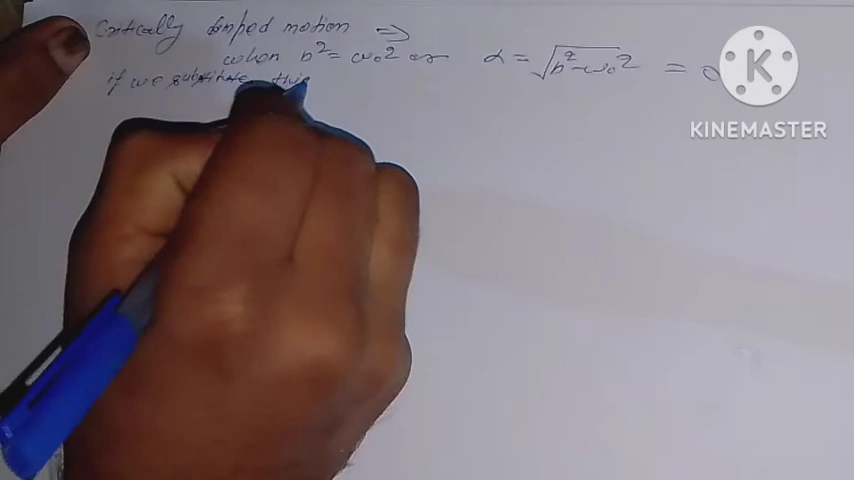 Critically damped motion ⇒
when b² = ω₀² or α = √b²-ω₀² = 0
if we substitute this
KINEMASTER